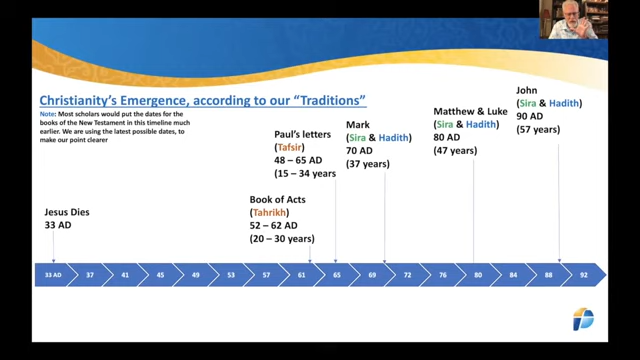 Christianity's Emergence, according to our "Traditions"
Note: Most scholars would put the dates for the
books of the New Testament in this timeline much
earlier. We are using the latest possible dates, to
make our point clearer
Jesus Dies
33 AD
Book of Acts
(Tahrikh)
52 – 62 AD
(20 – 30 years)
Paul's letters
(Tafsir)
48 – 65 AD
(15 – 34 years
Mark
(Sira & Hadith)
70 AD
(37 years)
Matthew & Luke
(Sira & Hadith)
80 AD
(47 years)
John
(Sira & Hadith)
90 AD
(57 years)
33 AD 37 41 45 49 53 57 61 65 69 72 76 80 84 88 92